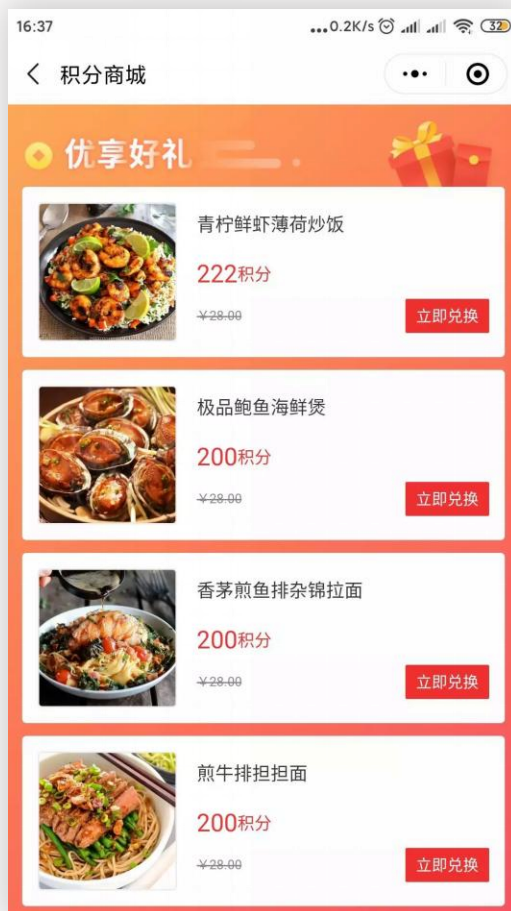 16:37
...0.2K/s
32
积分商城
优享好礼
青柠鲜虾薄荷炒饭
222积分
¥28.00
立即兑换
极品鲍鱼海鲜煲
200积分
¥28.00
立即兑换
香茅煎鱼排杂锦拉面
200积分
¥28.00
立即兑换
煎牛排担担面
200积分
¥28.00
立即兑换